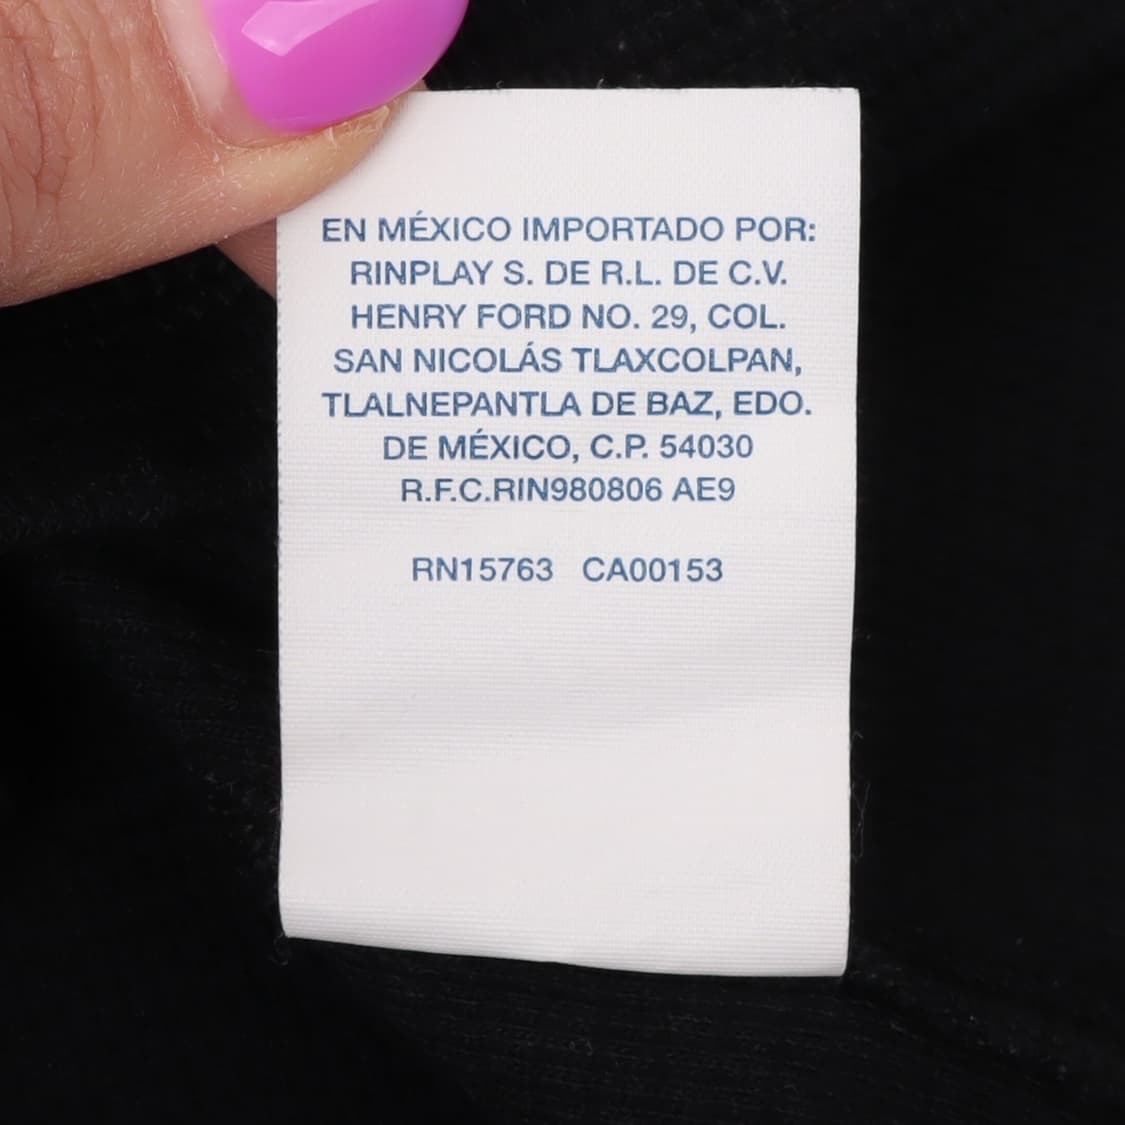 EN MÉXICO IMPORTADO POR:
RINPLAY S. DE R.L. DE C.V.
HENRY FORD NO. 29, COL.
SAN NICOLÁS TLAXCOLPAN,
TLALNEPANTLA DE BAZ, EDO.
DE MÉXICO, C.P. 54030
R.F.C.RIN980806 AE9
RN15763 CA00153